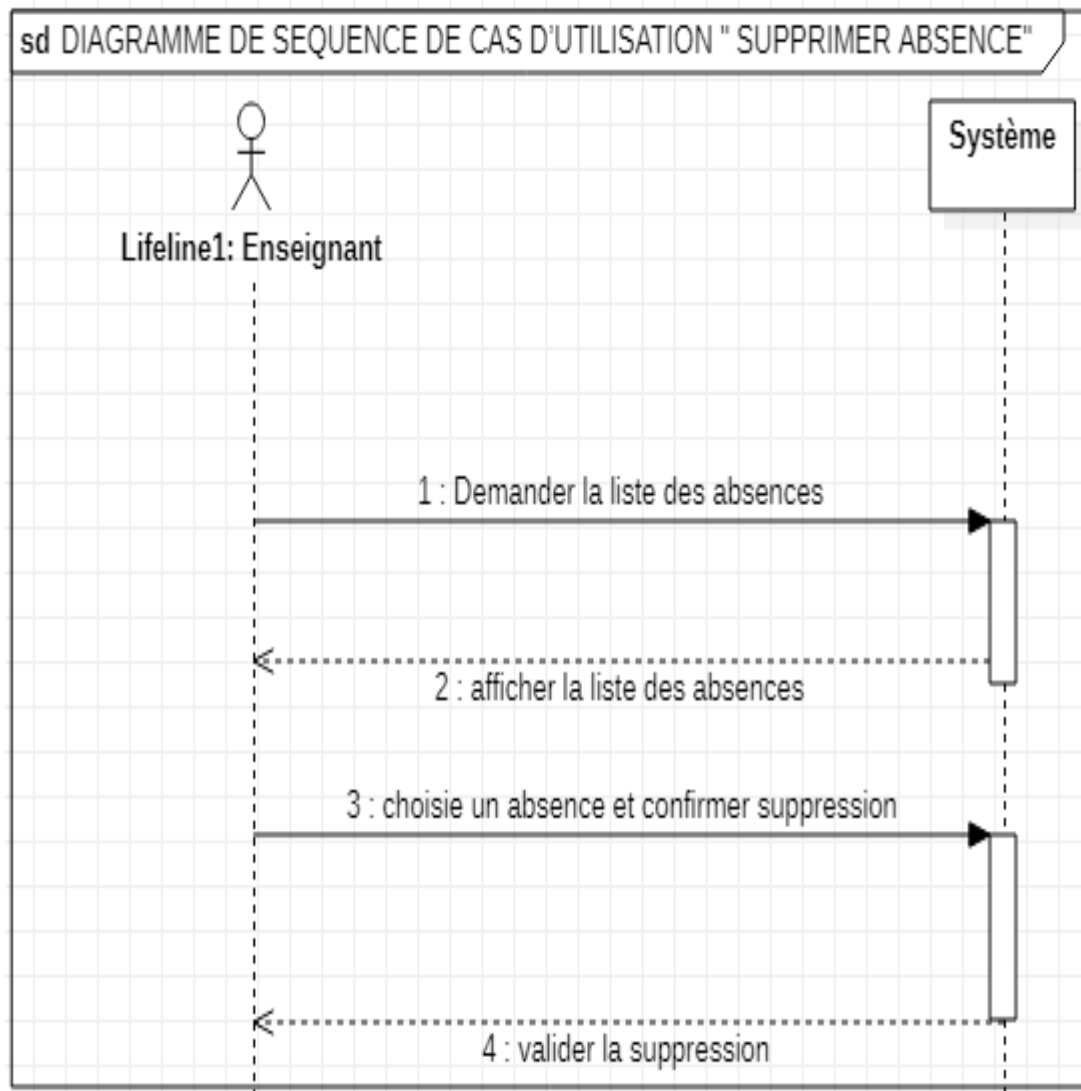 sd DIAGRAMME DE SEQUENCE DE CAS D'UTILISATION " SUPPRIMER ABSENCE"
Système
Lifeline1: Enseignant
1 : Demander la liste des absences
2 : afficher la liste des absences
3 : choisie un absence et confirmer suppression
4 : valider la suppression